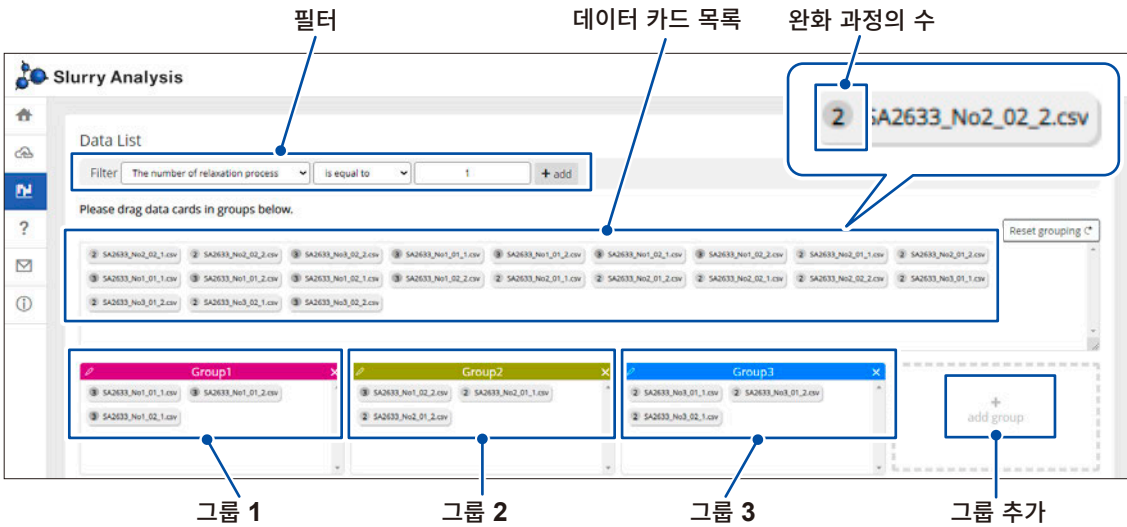 필터 데이터 카드 목록 완화 과정의 수
Slurry Analysis
2 SA2633_No2_02_2.csv
Data List
Filter The number of relaxation process is equal to 1 + add
Please drag data cards in groups below.
Reset grouping
2 SA2633_No2_02_1.csv 2 SA2633_No2_02_2.csv 3 SA2633_No3_02_2.csv 3 SA2633_No1_01_1.csv 3 SA2633_No1_01_2.csv 3 SA2633_No1_02_1.csv 3 SA2633_No1_02_2.csv 2 SA2633_No2_01_1.csv 2 SA2633_No2_01_2.csv
3 SA2633_No1_01_1.csv 3 SA2633_No1_01_2.csv 3 SA2633_No1_02_1.csv 3 SA2633_No1_02_2.csv 2 SA2633_No2_01_1.csv 2 SA2633_No2_01_2.csv 2 SA2633_No2_02_1.csv 2 SA2633_No2_02_2.csv 2 SA2633_No3_01_1.csv
2 SA2633_No3_01_2.csv 2 SA2633_No3_02_1.csv 3 SA2633_No3_02_2.csv
Group1 Group2 Group3
3 SA2633_No1_01_1.csv 3 SA2633_No1_01_2.csv 3 SA2633_No1_02_2.csv 2 SA2633_No2_01_1.csv 2 SA2633_No3_01_1.csv 2 SA2633_No3_01_2.csv
3 SA2633_No1_02_1.csv 2 SA2633_No2_01_2.csv 2 SA2633_No3_02_1.csv
+
add group
그룹 1 그룹 2 그룹 3 그룹 추가